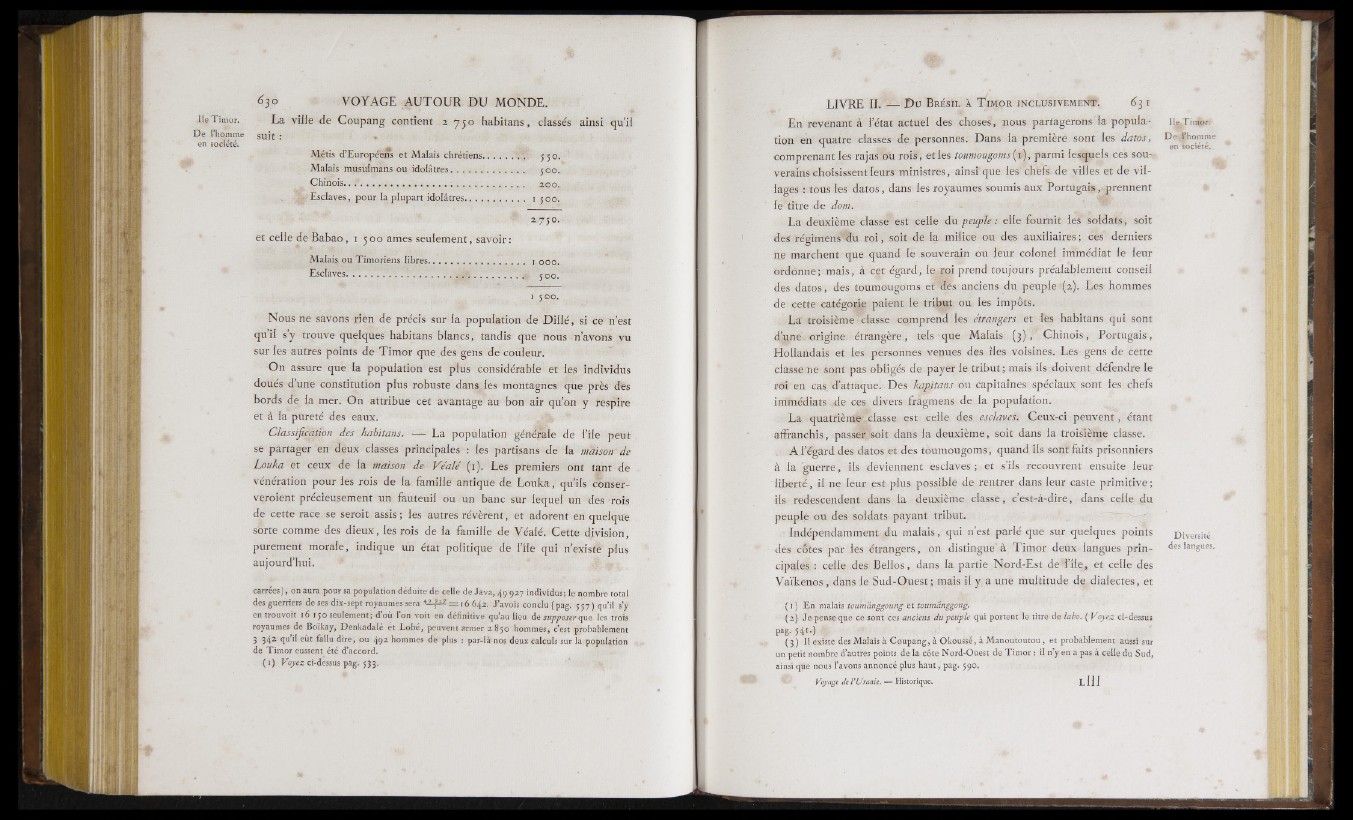 630 VOYAGE AUTOUR DU MONDE.
Ile Timor.
De l'homme
en société.
La ville de Coupang contient 2 750 habitans, classés ainsi qu'il
suit :
Métis d'Européens et Malais chrétiens........ 550.
Malais musulmans ou idolâtres............. 500.
Chinois............................... 200.
Esclaves, pour la plupart idolâtres........... 1 500.
2 750.
et celle de Babao, 1 500 ames seulement, savoir :
Malais ou Timoriens libres................. 1 000.
Esclaves............................... 500.
1 500.
Nous ne savons rien de précis sur la population de Dillé, si ce n'est
qu'il s'y trouve quelques habitans blancs, tandis que nous n'avons vu
sur les autres points de Timor que des gens de couleur.
On assure que la population est plus considérable et les individus
doués d'une constitution plus robuste dans les montagnes que près des
bords de la mer. On attribue cet avantage au bon air qu'on y respire
et à la pureté des eaux.
Classification des habitans. — La population générale de l'île peut
se partager en deux classes principales : les partisans de la maison de
Louka et ceux de la maison de Véalé (1). Les premiers ont tant de
vénération pour les rois de la famille antique de Louka, qu'ils conser-
veroient précieusement un fauteuil ou un banc sur lequel un des rois
de cette race se seroit assis ; les autres révèrent, et adorent en quelque
sorte comme des dieux, les rois de la famille de Véalé. Cette division,
purement morale, indique un état politique de l'île qui n'existe plus
aujourd'hui.
carrées), on aura pour sa population déduite de celle de Java, 49 927 individus; le nombre total
des guerriers de ses dix-sept royaumes sera = 16 642. J'avois conclu (pag. 557) qu'il s'y
en trouvoit 16 150 seulement; d'où l'on voit en définitive qu'au lieu de supposer que les trois
royaumes de Boïkay, Denkadalé et Lobé, peuvent armer 2 850 hommes, c'est probablement
3 342 qu'il eût fallu dire, ou 492 hommes de plus : par-là nos deux calculs sur la population
de Timor eussent été d'accord.
(1) Voyez ci-dessus pag. 533.
LIVRE II. — Du Brésil à Timor inclusivement. 631
En revenant à l'état actuel des choses, nous partagerons la popula-
tion en quatre classes de personnes. Dans la première sont les datos,
comprenant les rajas ou rois, et les toumougoms (1), parmi lesquels ces sou-
verains choisissent leurs ministres, ainsi que les chefs de villes et de vil-
lages : tous les datos, dans les royaumes soumis aux Portugais, prennent
le titre de dom.
La deuxième classe est celle du peuple : elle fournit les soldats, soit
des régimens du roi, soit de la milice ou des auxiliaires ; ces derniers
ne marchent que quand le souverain ou leur colonel immédiat le leur
ordonne ; mais, à cet égard, le roi prend toujours préalablement conseil
des datos, des toumougoms et des anciens du peuple (2). Les hommes
de cette catégorie paient le tribut ou les impôts.
La troisième classe comprend les étrangers et les habitans qui sont
d'une origine étrangère, tels que Malais (3), Chinois, Portugais,
Hollandais et les personnes venues des îles voisines. Les gens de cette
classe ne sont pas obligés de payer le tribut ; mais ils doivent défendre le
roi en cas d'attaque. Des kapitans ou capitaines spéciaux sont les chefs
immédiats de ces divers fragmens de la population.
La quatrième classe est celle des esclaves. Ceux-ci peuvent, étant
affranchis, passer soit dans la deuxième, soit dans la troisième classe.
A l'égard des datos et des toumougoms, quand ils sont faits prisonniers
à la guerre, ils deviennent esclaves ; et s'ils recouvrent ensuite leur
liberté, il ne leur est plus possible de rentrer dans leur caste primitive ;
ils redescendent dans la deuxième classe, c'est-à-dire, dans celle du
peuple ou des soldats payant tribut.
Indépendamment du malais, qui n'est parlé que sur quelques points
des côtes par les étrangers, on distingue à Timor deux langues prin-
cipales : celle des Bellos, dans la partie Nord-Est de l'île, et celle des
Vaïkenos, dans le Sud-Ouest ; mais il y a une multitude de dialectes, et
Ile Timor.
De l'homme
en société.
Diversité
des langues.
(1) En malais toumânggoung et toumânggong.
(2) Je pense que ce sont ces anciens du peuple qui portent le titre de labo. (Voyez ci-dessus
pag. 541.)
(3) Il existe des Malais à Coupang, à Okoussé, à Manoutoutou, et probablement aussi sur
un petit nombre d'autres points de la côte Nord-Ouest de Timor : il n'y en a pas à celle du Sud,
ainsi que nous l'avons annoncé plus haut, pag. 590.
Voyage de l'Uranie. — Historique. LIII